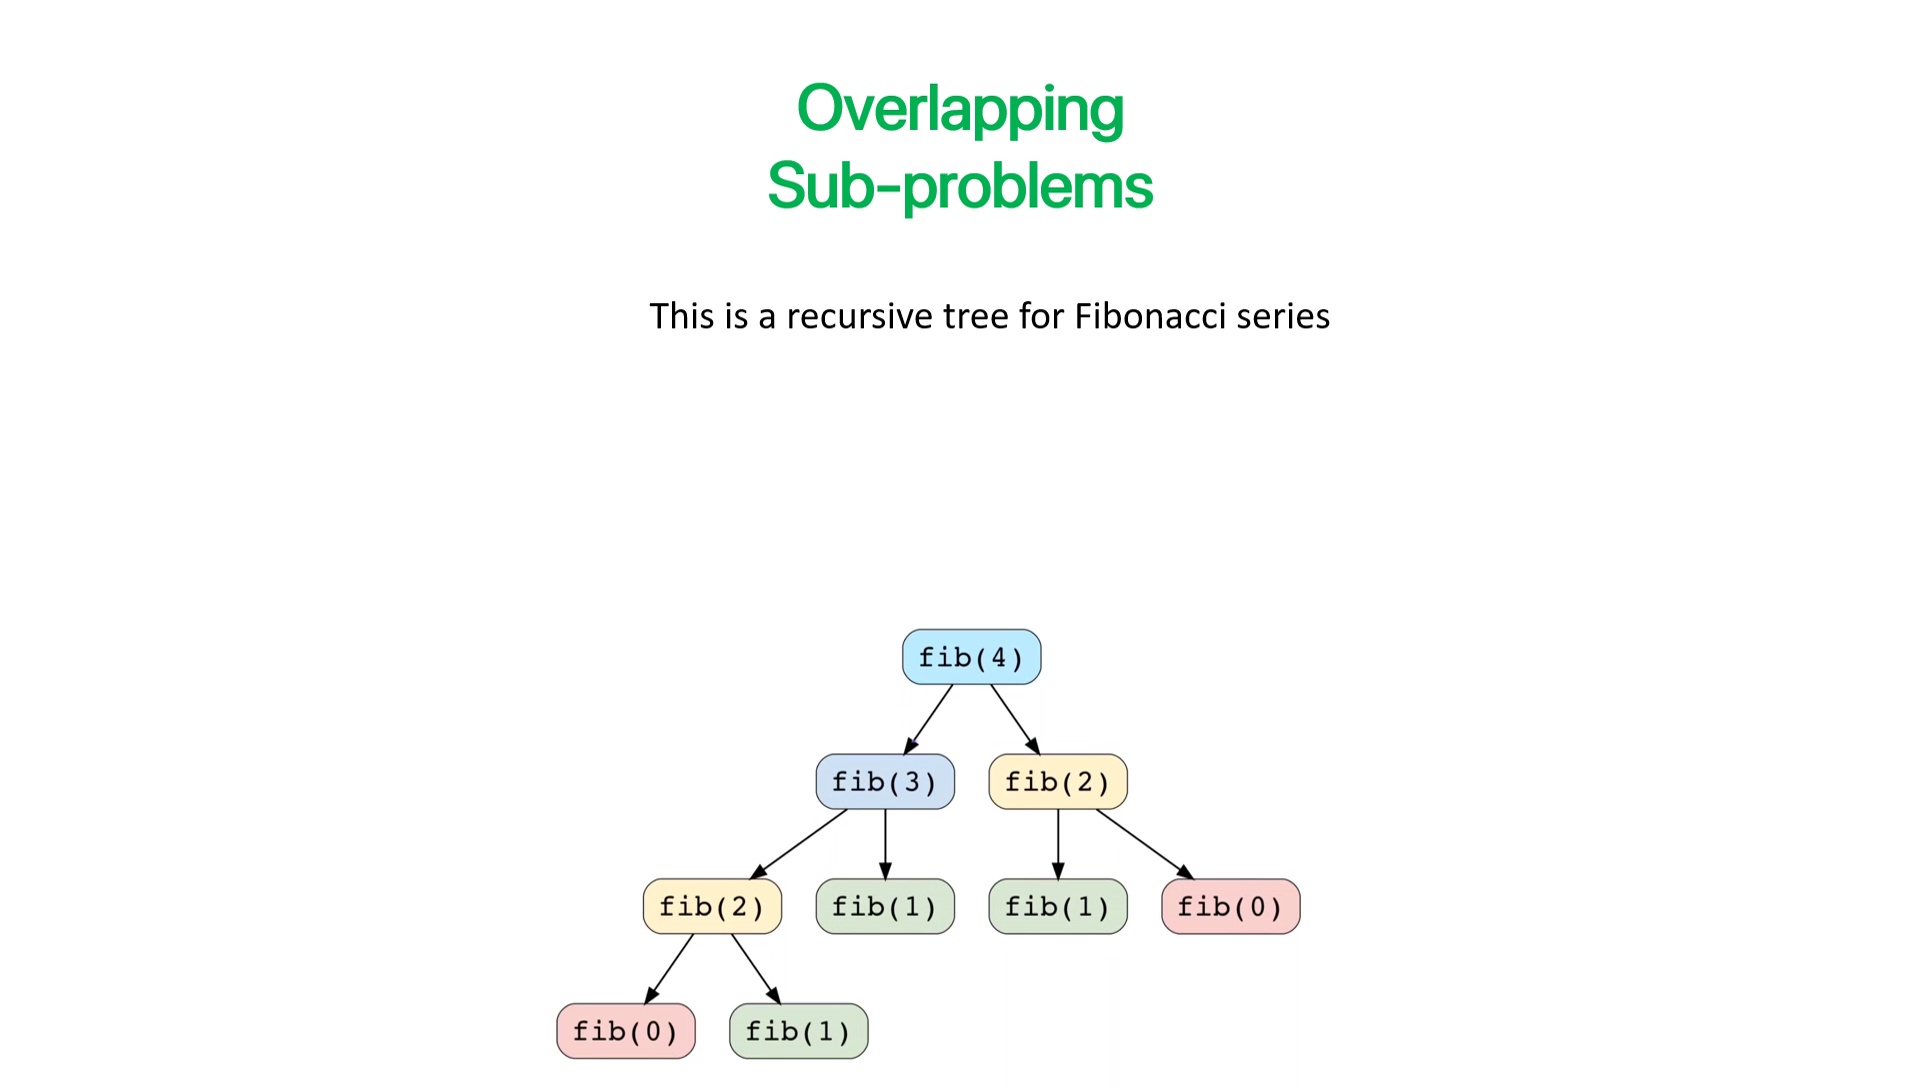 Overlapping
Sub-problems
This is a recursive tree for Fibonacci series
fib(4)
fib(3) fib(2)
fib(2) fib(1) fib(1) fib(0)
fib(0) fib(1)